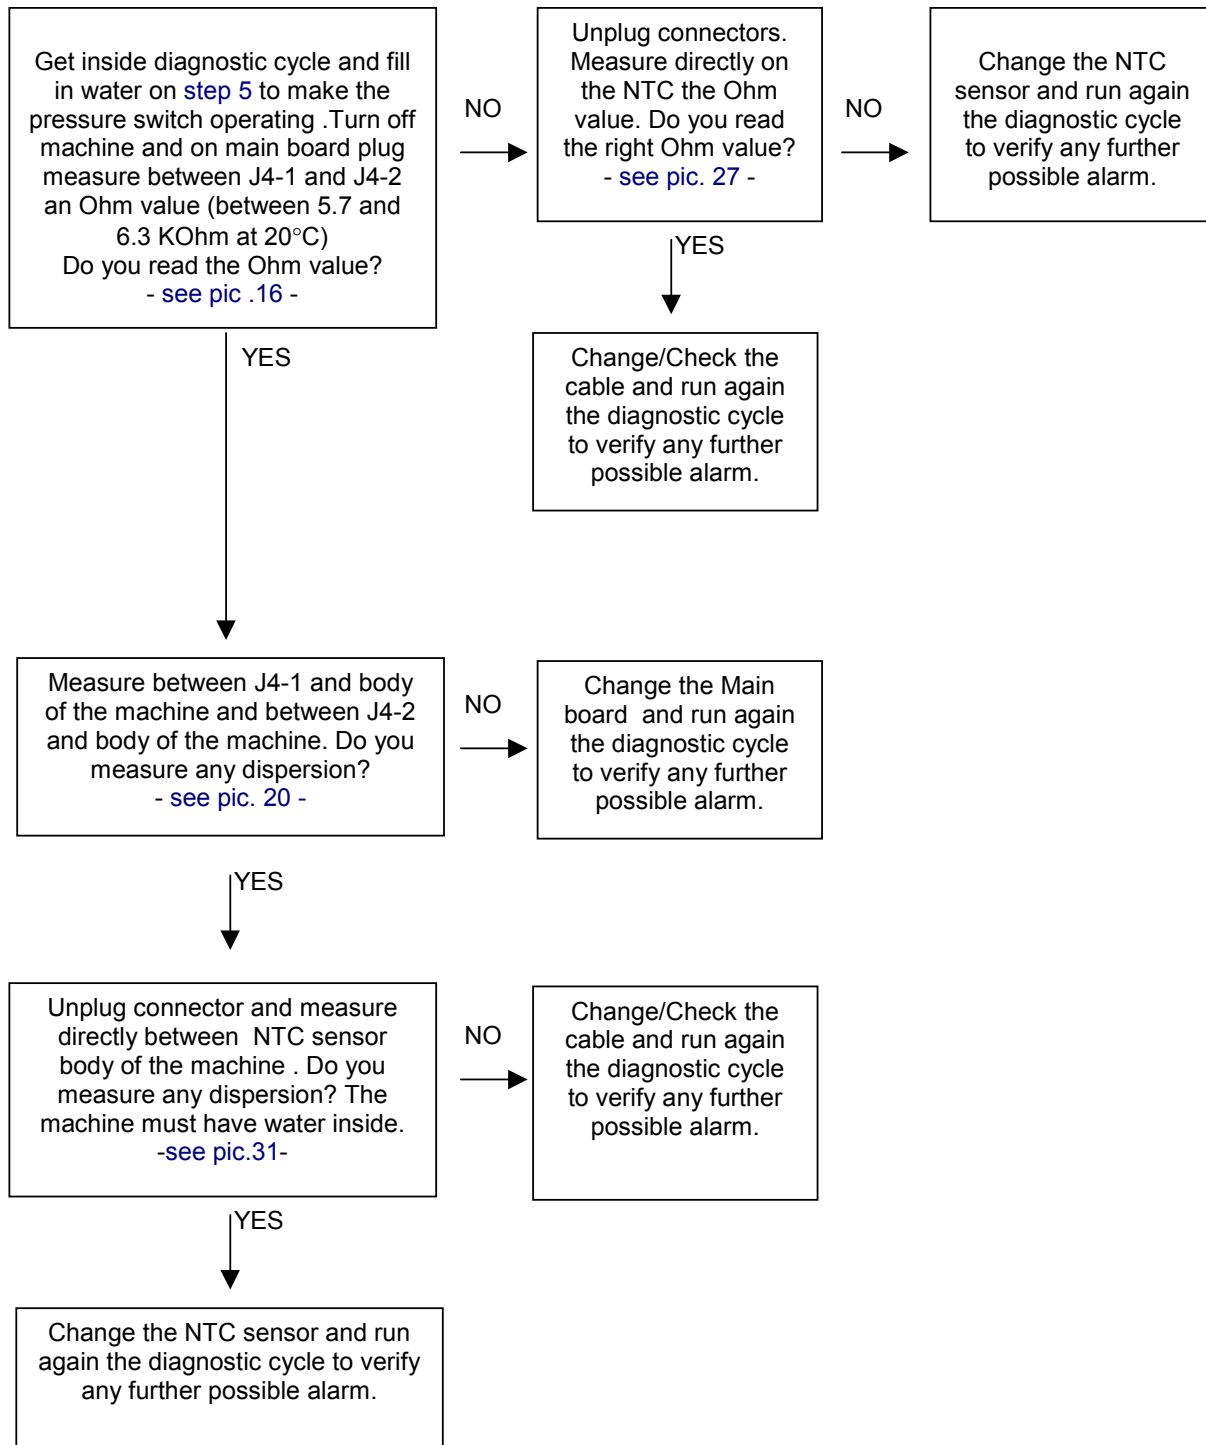 Get inside diagnostic cycle and fill
in water on step 5 to make the
pressure switch operating .Turn off
machine and on main board plug
measure between J4-1 and J4-2
an Ohm value (between 5.7 and
6.3 KOhm at 20°C)
Do you read the Ohm value?
- see pic .16 -
NO
Unplug connectors.
Measure directly on
the NTC the Ohm
value. Do you read
the right Ohm value?
- see pic. 27 -
NO
Change the NTC
sensor and run again
the diagnostic cycle
to verify any further
possible alarm.
YES
Change/Check the
cable and run again
the diagnostic cycle
to verify any further
possible alarm.
YES
Measure between J4-1 and body
of the machine and between J4-2
and body of the machine. Do you
measure any dispersion?
- see pic. 20 -
NO
Change the Main
board  and run again
the diagnostic cycle
to verify any further
possible alarm.
YES
Unplug connector and measure
directly between  NTC sensor
body of the machine . Do you
measure any dispersion? The
machine must have water inside.
-see pic.31-
NO
Change/Check the
cable and run again
the diagnostic cycle
to verify any further
possible alarm.
YES
Change the NTC sensor and run
again the diagnostic cycle to verify
any further possible alarm.